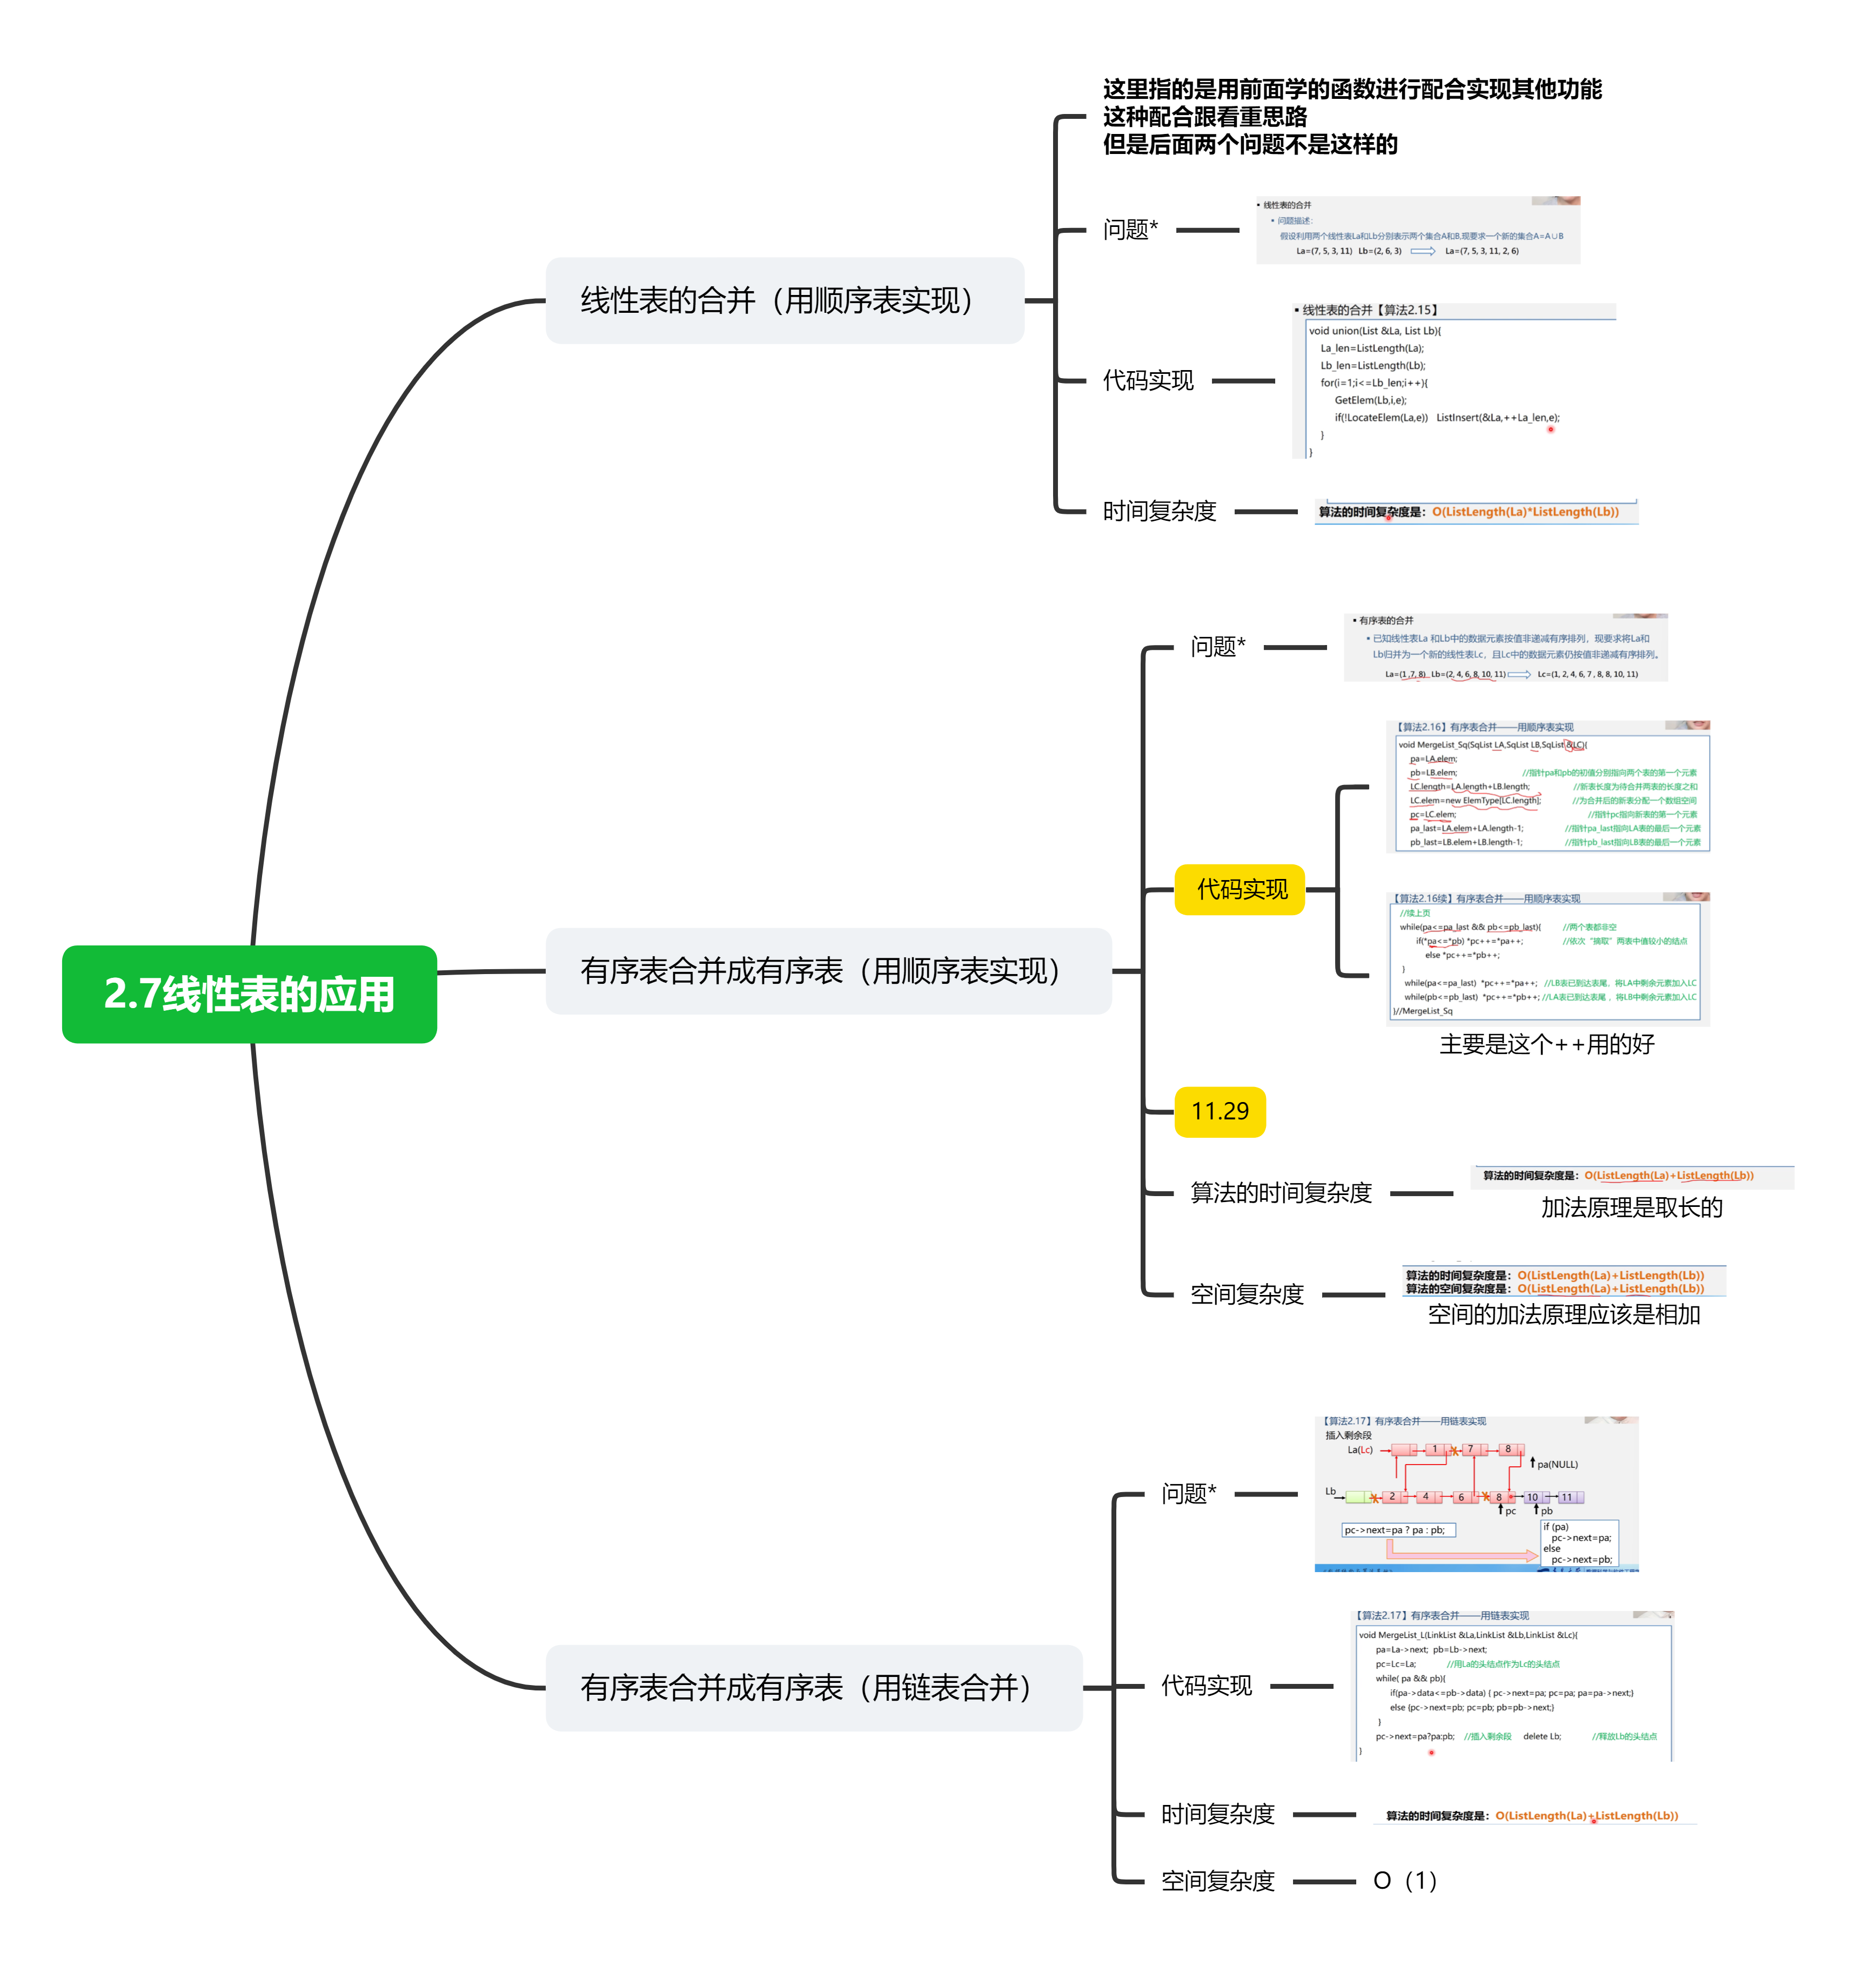 2.7线性表的应用
线性表的合并（用顺序表实现）
这里指的是用前面学的函数进行配合实现其他功能
这种配合跟看重思路
但是后面两个问题不是这样的
问题*
▪ 线性表的合并
▪ 问题描述：
假设利用两个线性表La和Lb分别表示两个集合A和B,现要求一个新的集合A=A∪B
La=(7, 5, 3, 11) Lb=(2, 6, 3) La=(7, 5, 3, 11, 2, 6)
代码实现
▪ 线性表的合并【算法2.15】
void union(List &La, List Lb){
La_len=ListLength(La);
Lb_len=ListLength(Lb);
for(i=1;i<=Lb_len;i++){
GetElem(Lb,i,e);
if(!LocateElem(La,e)) ListInsert(&La,++La_len,e);
}
}
时间复杂度
算法的时间复杂度是：O(ListLength(La)*ListLength(Lb))
有序表合并成有序表（用顺序表实现）
问题*
▪ 有序表的合并
▪ 已知线性表La 和Lb中的数据元素按值非递减有序排列，现要求将La和
Lb归并为一个新的线性表Lc，且Lc中的数据元素仍按值非递减有序排列。
La=(1 ,7, 8) Lb=(2, 4, 6, 8, 10, 11) Lc=(1, 2, 4, 6, 7 , 8, 8, 10, 11)
代码实现
【算法2.16】有序表合并——用顺序表实现
void MergeList_Sq(SqList LA,SqList LB,SqList &LC){
pa=LA.elem;
pb=LB.elem; //指针pa和pb的初值分别指向两个表的第一个元素
LC.length=LA.length+LB.length; //新表长度为待合并两表的长度之和
LC.elem=new ElemType[LC.length]; //为合并后的新表分配一个数组空间
pc=LC.elem; //指针pc指向新表的第一个元素
pa_last=LA.elem+LA.length-1; //指针pa_last指向LA表的最后一个元素
pb_last=LB.elem+LB.length-1; //指针pb_last指向LB表的最后一个元素
【算法2.16续】有序表合并——用顺序表实现
//续上页
while(pa<=pa_last && pb<=pb_last){ //两个表都非空
if(*pa<=*pb) *pc++=*pa++; //依次“摘取”两表中值较小的结点
else *pc++=*pb++;
}
while(pa<=pa_last) *pc++=*pa++; //LB表已到达表尾，将LA中剩余元素加入LC
while(pb<=pb_last) *pc++=*pb++; //LA表已到达表尾，将LB中剩余元素加入LC
}//MergeList_Sq
主要是这个++用的好
11.29
算法的时间复杂度
算法的时间复杂度是：O(ListLength(La)+ListLength(Lb))
加法原理是取长的
空间复杂度
算法的时间复杂度是：O(ListLength(La)+ListLength(Lb))
算法的空间复杂度是：O(ListLength(La)+ListLength(Lb))
空间的加法原理应该是相加
有序表合并成有序表（用链表合并）
问题*
【算法2.17】有序表合并——用链表实现
插入剩余段
La(Lc) 1 7 8
pa(NULL)
Lb 2 4 6 8 10 11
pc pb
pc->next=pa ? pa : pb;
if (pa)
pc->next=pa;
else
pc->next=pb;
代码实现
【算法2.17】有序表合并——用链表实现
void MergeList_L(LinkList &La,LinkList &Lb,LinkList &Lc){
pa=La->next; pb=Lb->next;
pc=Lc=La; //用La的头结点作为Lc的头结点
while( pa && pb){
if(pa->data<=pb->data) { pc->next=pa; pc=pa; pa=pa->next;}
else {pc->next=pb; pc=pb; pb=pb->next;}
}
pc->next=pa?pa:pb; //插入剩余段 delete Lb; //释放Lb的头结点
}
时间复杂度
算法的时间复杂度是：O(ListLength(La)+ListLength(Lb))
空间复杂度
O（1）